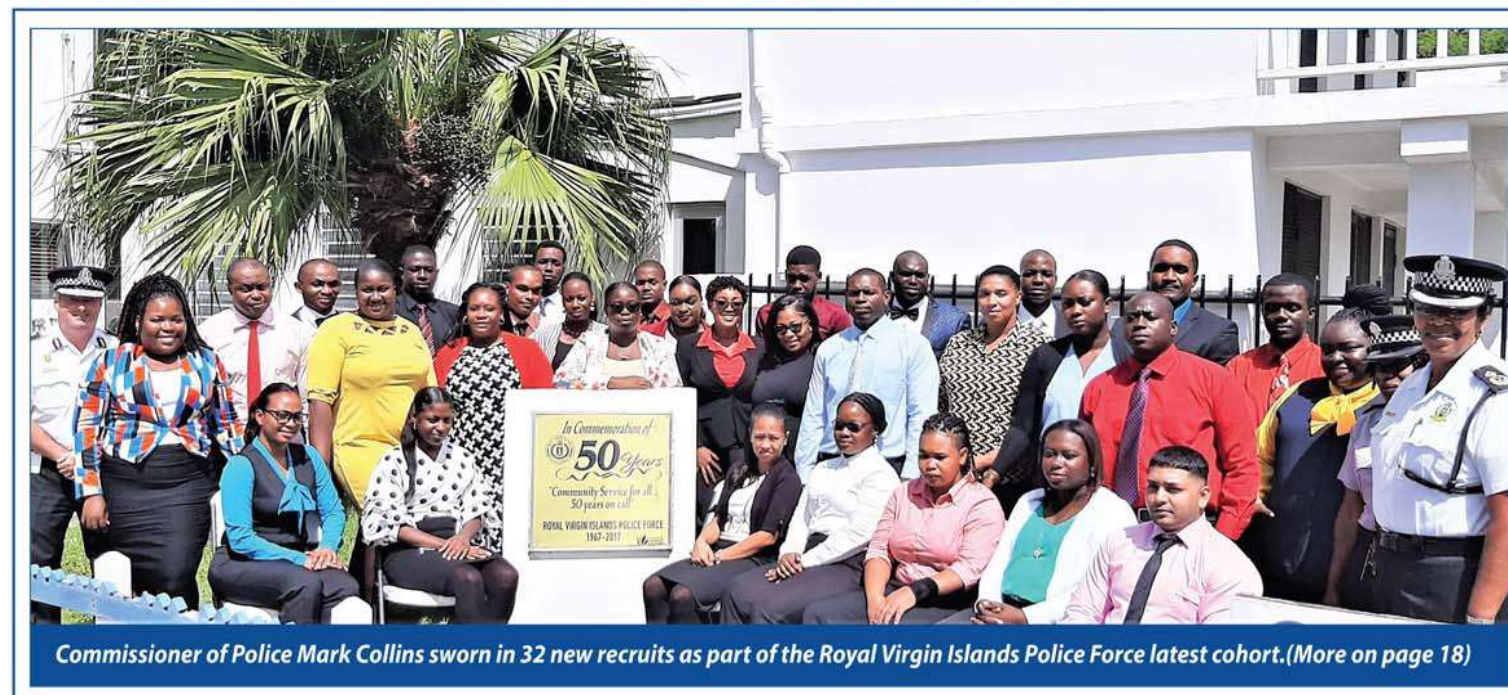 In Commemoration of
50 Years
"Community Service for all...
50 years on call"
ROYAL VIRGIN ISLANDS POLICE FORCE
1967-2017
Commissioner of Police Mark Collins sworn in 32 new recruits as part of the Royal Virgin Islands Police Force latest cohort.(More on page 18)